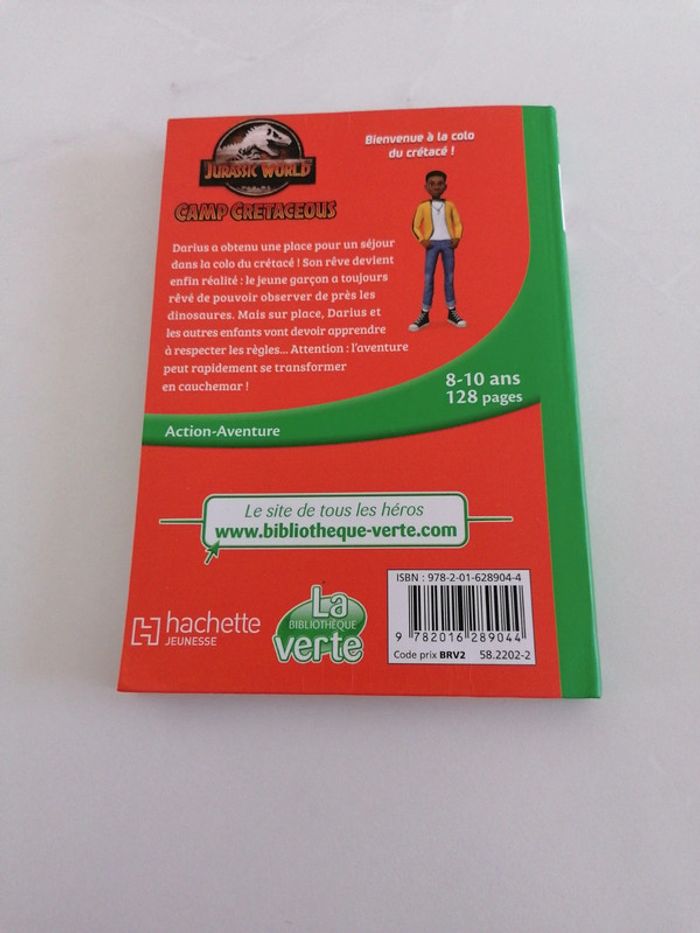 JURASSIC WORLD
CAMP CRETACEOUS
Bienvenue à la colo
du crétacé !
Darius a obtenu une place pour un séjour
dans la colo du crétacé ! Son rêve devient
enfin réalité : le jeune garçon a toujours
rêvé de pouvoir observer de près les
dinosaures. Mais sur place, Darius et
les autres enfants vont devoir apprendre
à respecter les règles... Attention : l'aventure
peut rapidement se transformer
en cauchemar !
8-10 ans
128 pages
Action-Aventure
Le site de tous les héros
www.bibliotheque-verte.com
hachette
JEUNESSE
La
BIBLIOTHÈQUE
verte
ISBN : 978-2-01-628904-4
9 782016 289044
Code prix BRV2 58.2202-2